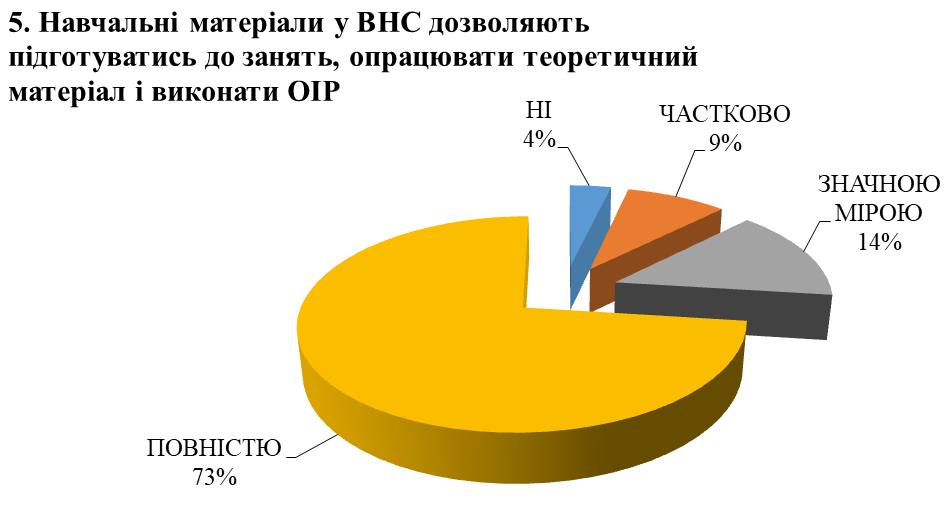 5. Навчальні матеріали у ВНС дозволяють
підготуватись до занять, опрацювати теоретичний
матеріал і виконати ОІР
НІ
4%
ЧАСТКОВО
9%
ЗНАЧНОЮ
МІРОЮ
14%
ПОВНІСТЮ
73%